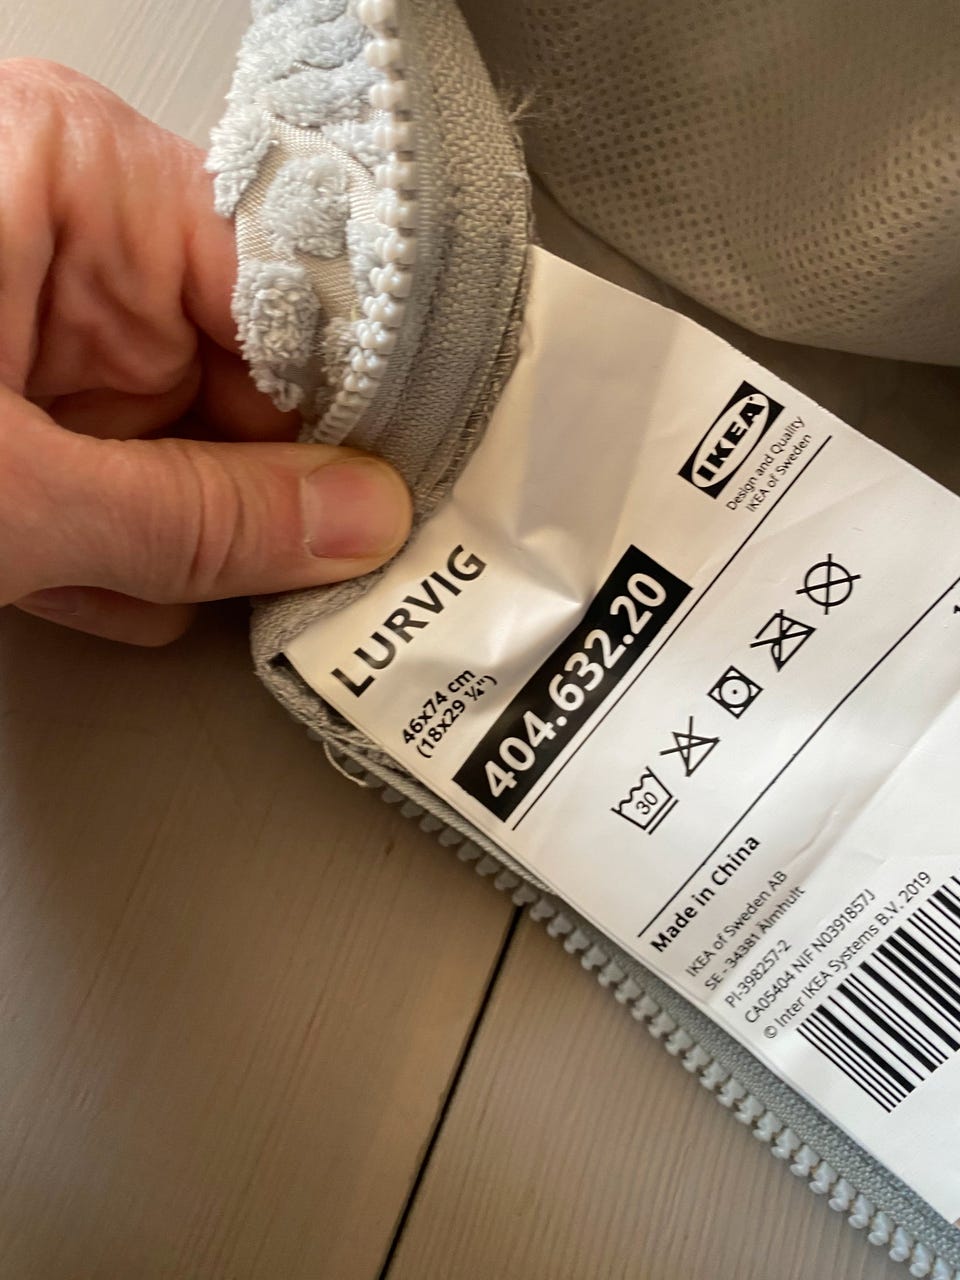 IKEA
Design and Quality
IKEA of Sweden
LURVIG
46x74 cm
(18x29 ¼")
404.632.20
30
Made in China
IKEA of Sweden AB
SE - 34381 Älmhult
PI-398257-2
CA05404 NIF N0391857J
© Inter IKEA Systems B.V. 2019